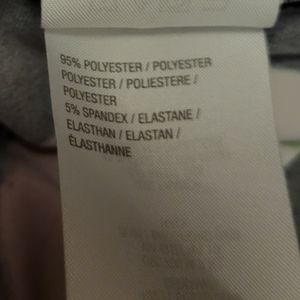 95% POLYESTER / POLYESTER
POLYESTER / POLIESTERE /
POLYESTER
5% SPANDEX / ELASTANE /
ELASTHAN / ELASTAN /
ÉLASTHANNE